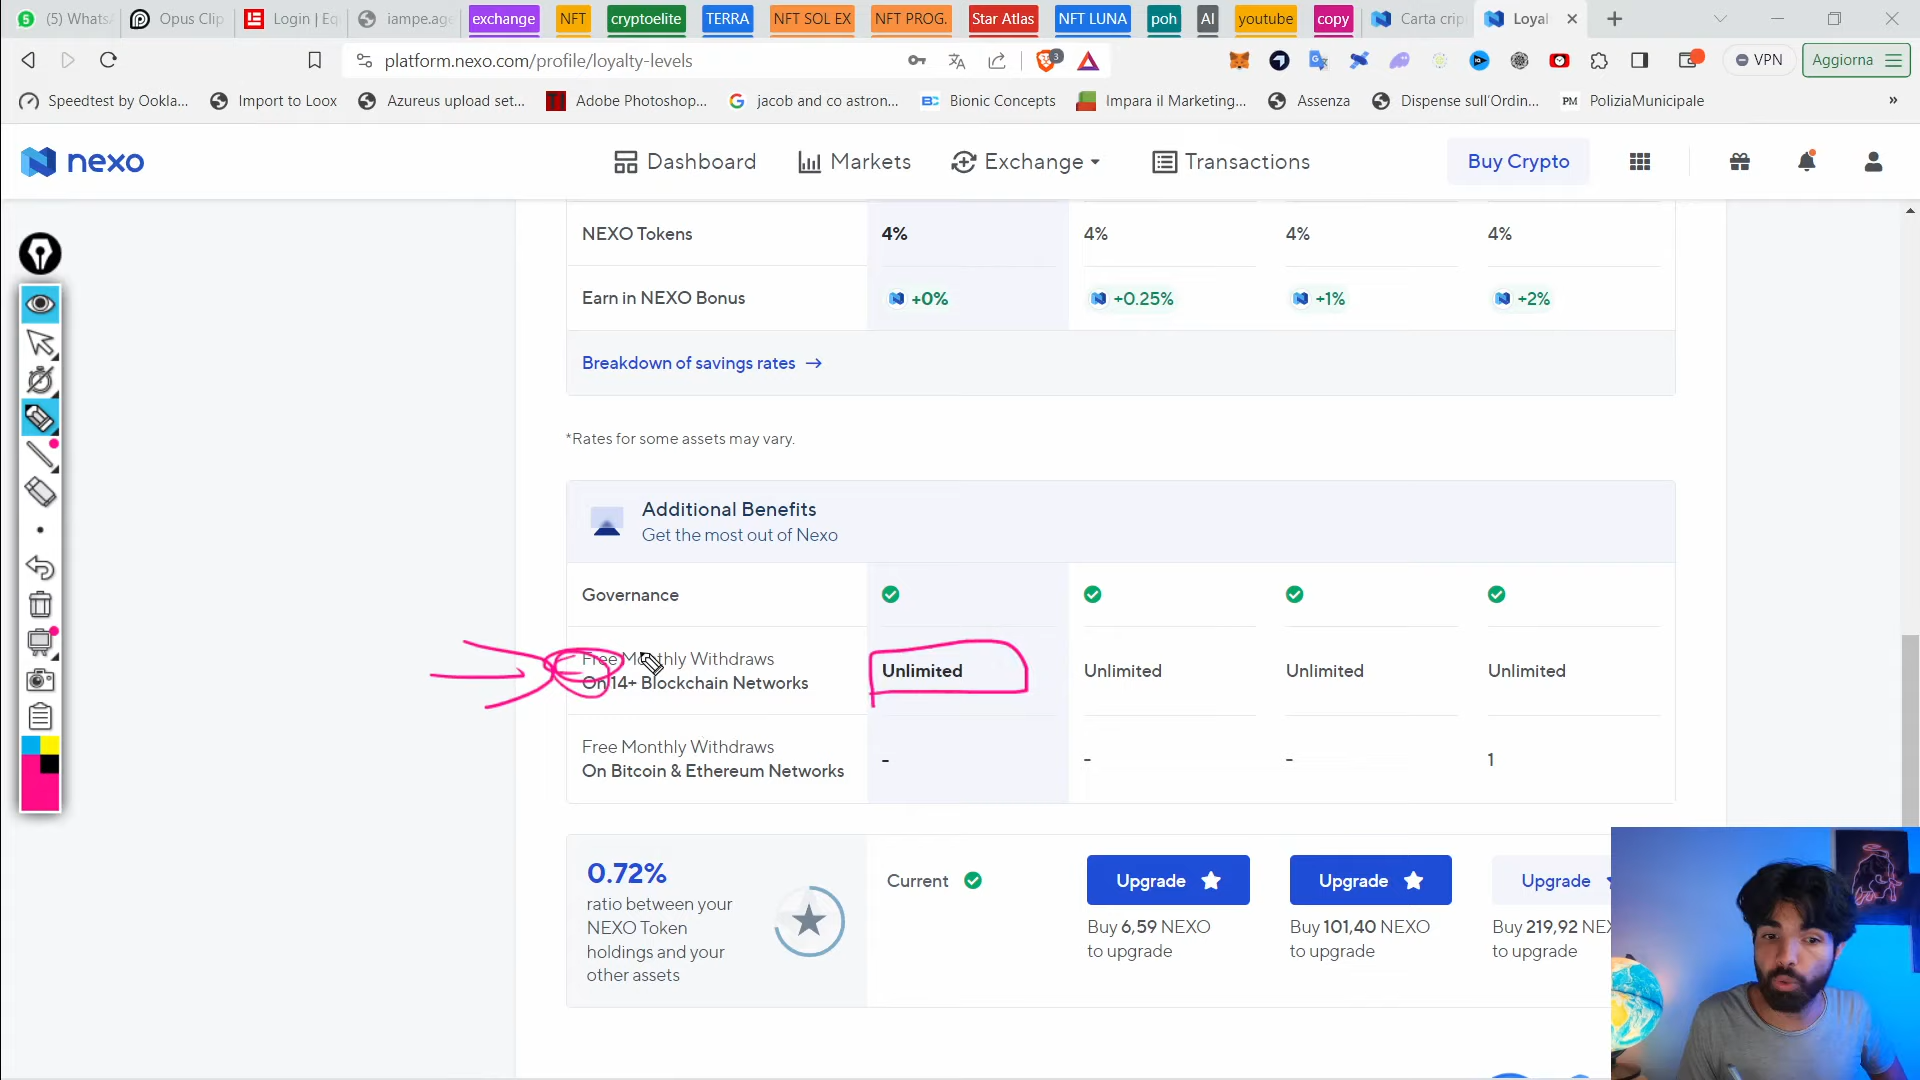 (5) Whats
Opus Clip
Login | Eq
iampe.age
exchange
NFT
cryptoelite
TERRA
NFT SOL EX
NFT PROG.
Star Atlas
NFT LUNA
poh
AI
youtube
copy
Carta crip
Loyal
platform.nexo.com/profile/loyalty-levels
3
VPN
Aggiorna
Speedtest by Ookla...
Import to Loox
Azureus upload set...
Adobe Photoshop...
jacob and co astron...
Bionic Concepts
Impara il Marketing...
Assenza
Dispense sull'Ordin...
PM PoliziaMunicipale
»
nexo
Dashboard
Markets
Exchange
Transactions
Buy Crypto
NEXO Tokens 4% 4% 4% 4%
Earn in NEXO Bonus +0% +0.25% +1% +2%
Breakdown of savings rates →
*Rates for some assets may vary.
Additional Benefits
Get the most out of Nexo
Governance
Free Monthly Withdraws
On 14+ Blockchain Networks
Unlimited Unlimited Unlimited Unlimited
Free Monthly Withdraws
On Bitcoin & Ethereum Networks
- - - 1
0.72%
ratio between your
NEXO Token
holdings and your
other assets
Current
Upgrade
Buy 6,59 NEXO
to upgrade
Upgrade
Buy 101,40 NEXO
to upgrade
Upgrade
Buy 219,92 NEX
to upgrade